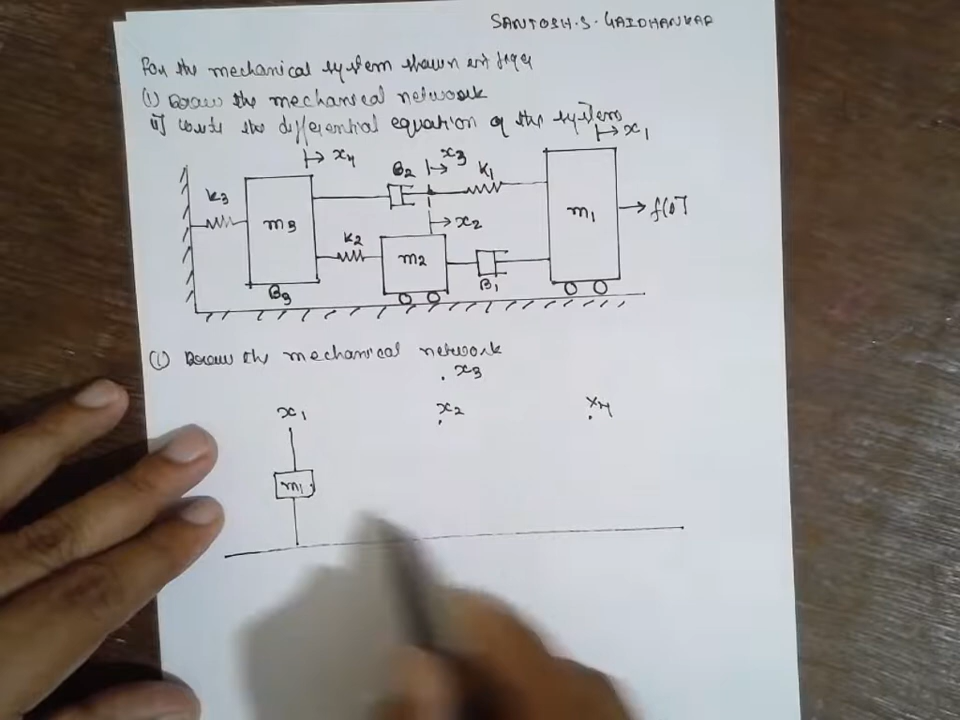 SANTOSH.S. GAIDHANKAR
For the mechanical system shown in figure
(i) Draw the mechanical network
ii] write the differential equation of the system
x1
x4
B2
x3
K1
K3
m3
x2
m1
f(t)
K2
m2
B1
B3
(i) Draw the mechanical network
x3
x1
x2
x4
m1